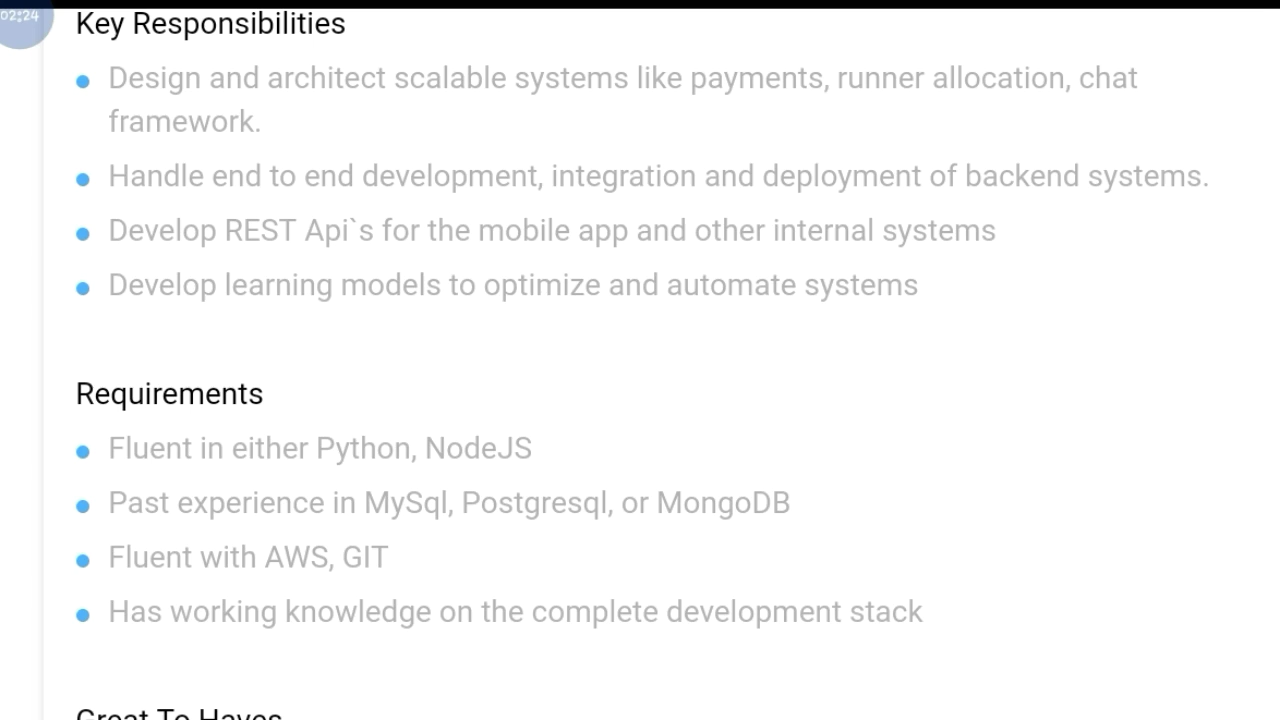 02:24
Key Responsibilities
Design and architect scalable systems like payments, runner allocation, chat
framework.
Handle end to end development, integration and deployment of backend systems.
Develop REST Api`s for the mobile app and other internal systems
Develop learning models to optimize and automate systems
Requirements
Fluent in either Python, NodeJS
Past experience in MySql, Postgresql, or MongoDB
Fluent with AWS, GIT
Has working knowledge on the complete development stack
Great To Haves